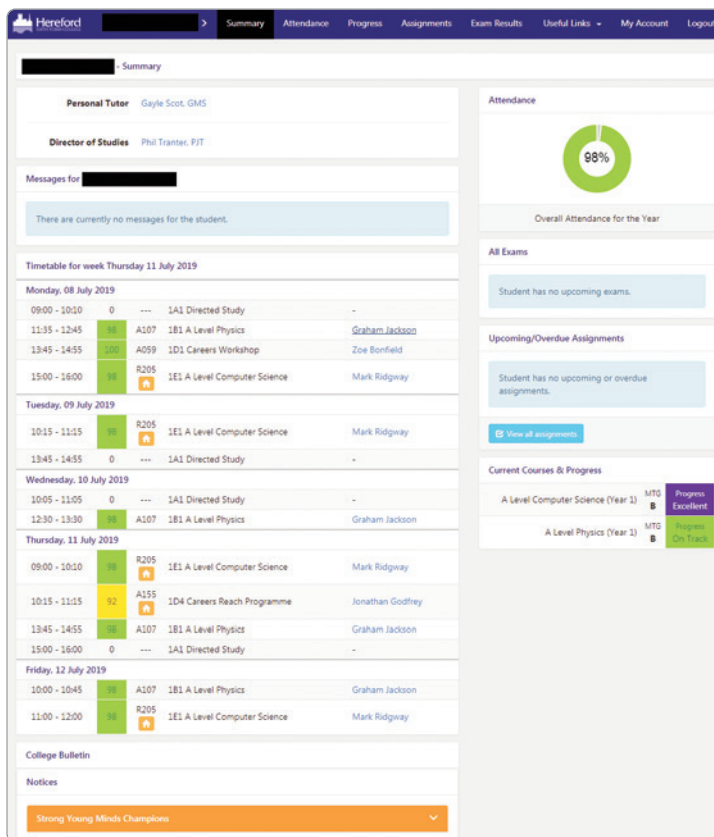 Hereford
Summary Attendance Progress Assignments Exam Results Useful Links My Account Logout
- Summary
Personal Tutor Gayle Scot, GMS
Director of Studies Phil Tranter, PJT
Messages for
There are currently no messages for the student.
Timetable for week Thursday 11 July 2019
Monday, 08 July 2019
09:00 - 10:10 0 --- 1A1 Directed Study -
11:35 - 12:45 98 A107 1B1 A Level Physics Graham Jackson
13:45 - 14:55 100 A059 1D1 Careers Workshop Zoe Bonfield
15:00 - 16:00 98 R205 1E1 A Level Computer Science Mark Ridgway
Tuesday, 09 July 2019
10:15 - 11:15 98 R205 1E1 A Level Computer Science Mark Ridgway
13:45 - 14:55 0 --- 1A1 Directed Study -
Wednesday, 10 July 2019
10:05 - 11:05 0 --- 1A1 Directed Study -
12:30 - 13:30 98 A107 1B1 A Level Physics Graham Jackson
Thursday, 11 July 2019
09:00 - 10:10 98 R205 1E1 A Level Computer Science Mark Ridgway
10:15 - 11:15 92 A155 1D4 Careers Reach Programme Jonathan Godfrey
13:45 - 14:55 98 A107 1B1 A Level Physics Graham Jackson
15:00 - 16:00 0 --- 1A1 Directed Study -
Friday, 12 July 2019
10:00 - 10:45 98 A107 1B1 A Level Physics Graham Jackson
11:00 - 12:00 98 R205 1E1 A Level Computer Science Mark Ridgway
College Bulletin
Notices
Strong Young Minds Champions
Attendance
98%
Overall Attendance for the Year
All Exams
Student has no upcoming exams.
Upcoming/Overdue Assignments
Student has no upcoming or overdue
assignments.
View all assignments
Current Courses & Progress
A Level Computer Science (Year 1) MTG B Progress Excellent
A Level Physics (Year 1) MTG B Progress On Track